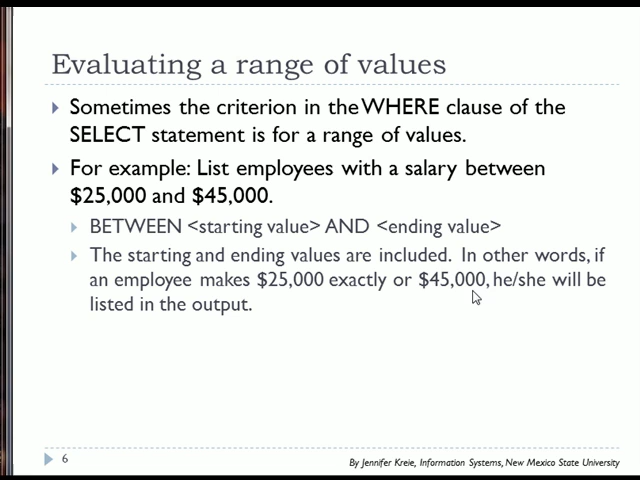 Evaluating a range of values
Sometimes the criterion in the WHERE clause of the
SELECT statement is for a range of values.
For example: List employees with a salary between
$25,000 and $45,000.
BETWEEN <starting value> AND <ending value>
The starting and ending values are included. In other words, if
an employee makes $25,000 exactly or $45,000, he/she will be
listed in the output.
6
By Jennifer Kreie, Information Systems, New Mexico State University